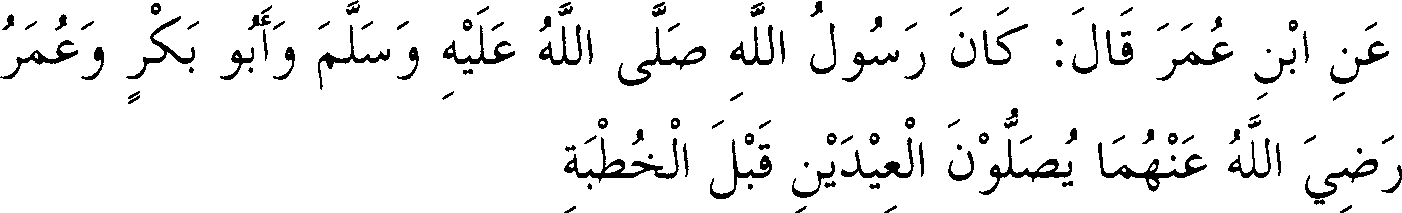 عَنِ ابْنِ عُمَرَ قَالَ: كَانَ رَسُولُ اللَّهِ صَلَّى اللَّهُ عَلَيْهِ وَسَلَّمَ وَأَبُو بَكْرٍ وَعُمَرُ
رَضِيَ اللَّهُ عَنْهُمَا يُصَلُّوْنَ الْعِيْدَيْنِ قَبْلَ الْخُطْبَةِ